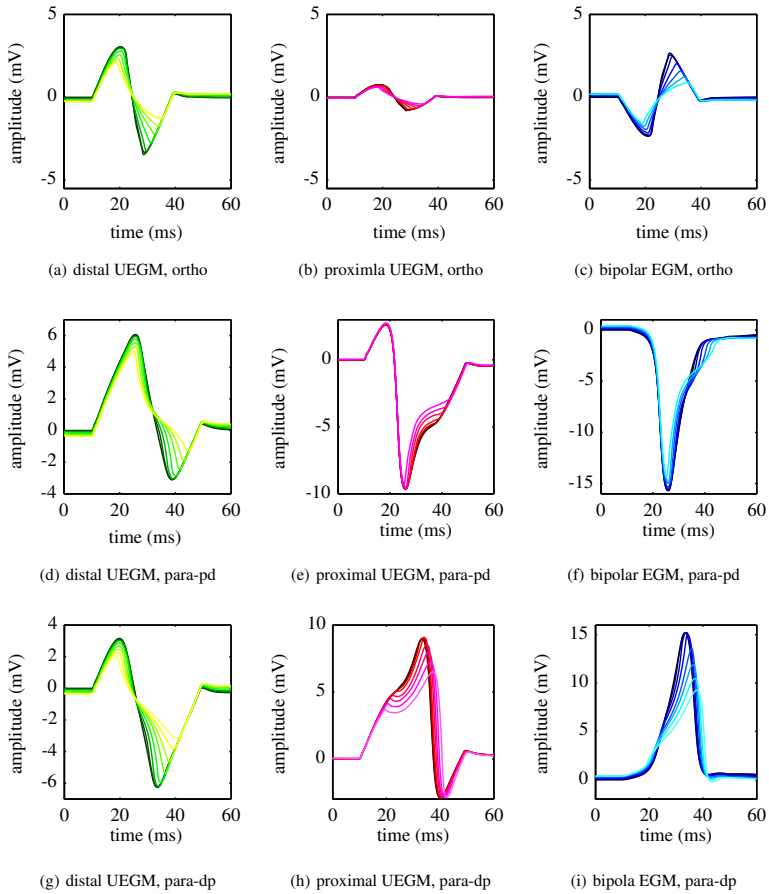 5
0
-5
amplitude (mV)
0 20 40 60
time (ms)
(a) distal UEGM, ortho
5
0
-5
amplitude (mV)
0 20 40 60
time (ms)
(b) proximla UEGM, ortho
5
0
-5
amplitude (mV)
0 20 40 60
time (ms)
(c) bipolar EGM, ortho
6
4
2
0
-2
-4
amplitude (mV)
0 20 40 60
time (ms)
(d) distal UEGM, para-pd
0
-5
-10
amplitude (mV)
0 20 40 60
time (ms)
(e) proximal UEGM, para-pd
0
-5
-10
-15
amplitude (mV)
0 20 40 60
time (ms)
(f) bipolar EGM, para-pd
4
2
0
-2
-4
-6
amplitude (mV)
0 20 40 60
time (ms)
(g) distal UEGM, para-dp
10
5
0
amplitude (mV)
0 20 40 60
time (ms)
(h) proximal UEGM, para-dp
15
10
5
0
amplitude (mV)
0 20 40 60
time (ms)
(i) bipola EGM, para-dp